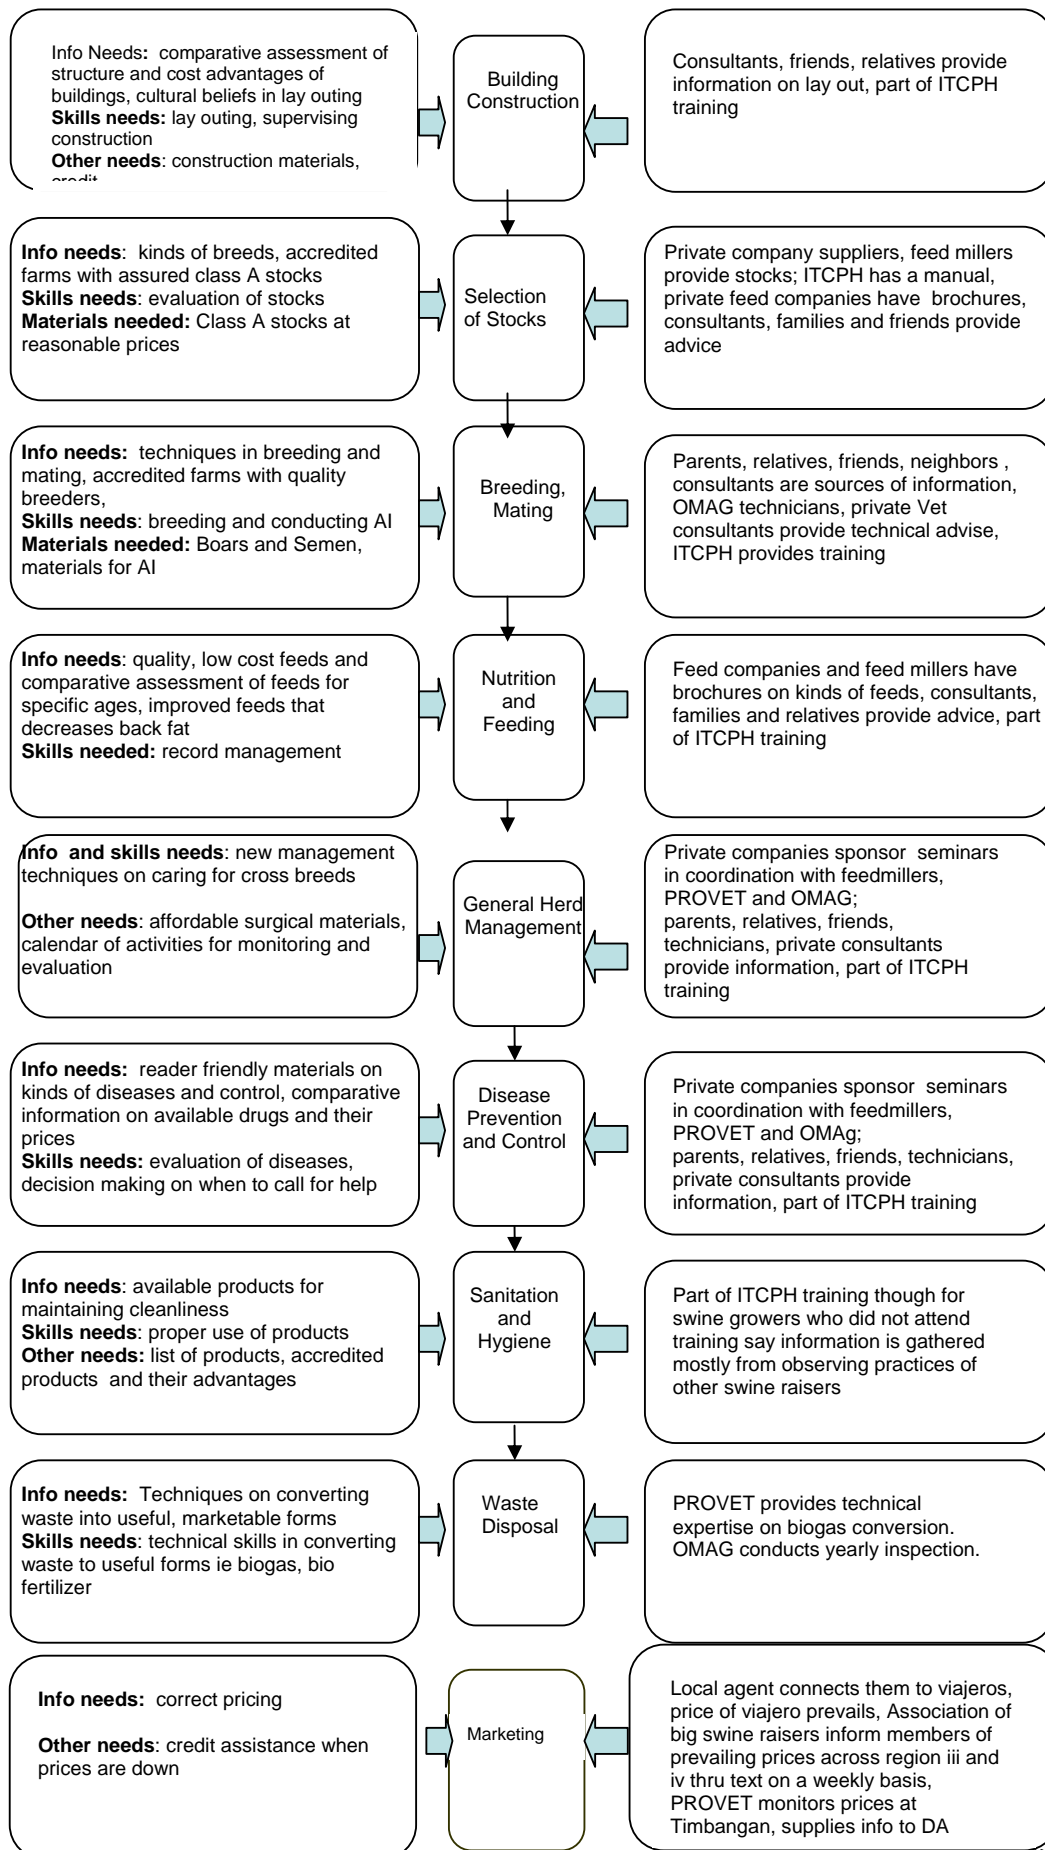 Info Needs:  comparative assessment of
structure and cost advantages of
buildings, cultural beliefs in lay outing
Skills needs: lay outing, supervising
construction
Other needs: construction materials,
Building
Construction
Consultants, friends, relatives provide
information on lay out, part of ITCPH
training
Info needs:  kinds of breeds, accredited
farms with assured class A stocks
Skills needs: evaluation of stocks
Materials needed: Class A stocks at
reasonable prices
Selection
of Stocks
Private company suppliers, feed millers
provide stocks; ITCPH has a manual,
private feed companies have  brochures,
consultants, families and friends provide
advice
Info needs:  techniques in breeding and
mating, accredited farms with quality
breeders,
Skills needs: breeding and conducting AI
Materials needed: Boars and Semen,
materials for AI
Breeding,
Mating
Parents, relatives, friends, neighbors ,
consultants are sources of information,
OMAG technicians, private Vet
consultants provide technical advise,
ITCPH provides training
Info needs: quality, low cost feeds and
comparative assessment of feeds for
specific ages, improved feeds that
decreases back fat
Skills needed: record management
Nutrition
and
Feeding
Feed companies and feed millers have
brochures on kinds of feeds, consultants,
families and relatives provide advice, part
of ITCPH training
Info  and skills needs: new management
techniques on caring for cross breeds
Other needs: affordable surgical materials,
calendar of activities for monitoring and
evaluation
General Herd
Management
Private companies sponsor  seminars
in coordination with feedmillers,
PROVET and OMAG;
parents, relatives, friends,
technicians, private consultants
provide information, part of ITCPH
training
Info needs:  reader friendly materials on
kinds of diseases and control, comparative
information on available drugs and their
prices
Skills needs: evaluation of diseases,
decision making on when to call for help
Disease
Prevention
and Control
Private companies sponsor  seminars
in coordination with feedmillers,
PROVET and OMAg;
parents, relatives, friends, technicians,
private consultants provide
information, part of ITCPH training
Info needs: available products for
maintaining cleanliness
Skills needs: proper use of products
Other needs: list of products, accredited
products  and their advantages
Sanitation
and
Hygiene
Part of ITCPH training though for
swine growers who did not attend
training say information is gathered
mostly from observing practices of
other swine raisers
Info needs:  Techniques on converting
waste into useful, marketable forms
Skills needs: technical skills in converting
waste to useful forms ie biogas, bio
fertilizer
Waste
Disposal
PROVET provides technical
expertise on biogas conversion.
OMAG conducts yearly inspection.
Info needs:  correct pricing
Other needs: credit assistance when
prices are down
Marketing
Local agent connects them to viajeros,
price of viajero prevails, Association of
big swine raisers inform members of
prevailing prices across region iii and
iv thru text on a weekly basis,
PROVET monitors prices at
Timbangan, supplies info to DA